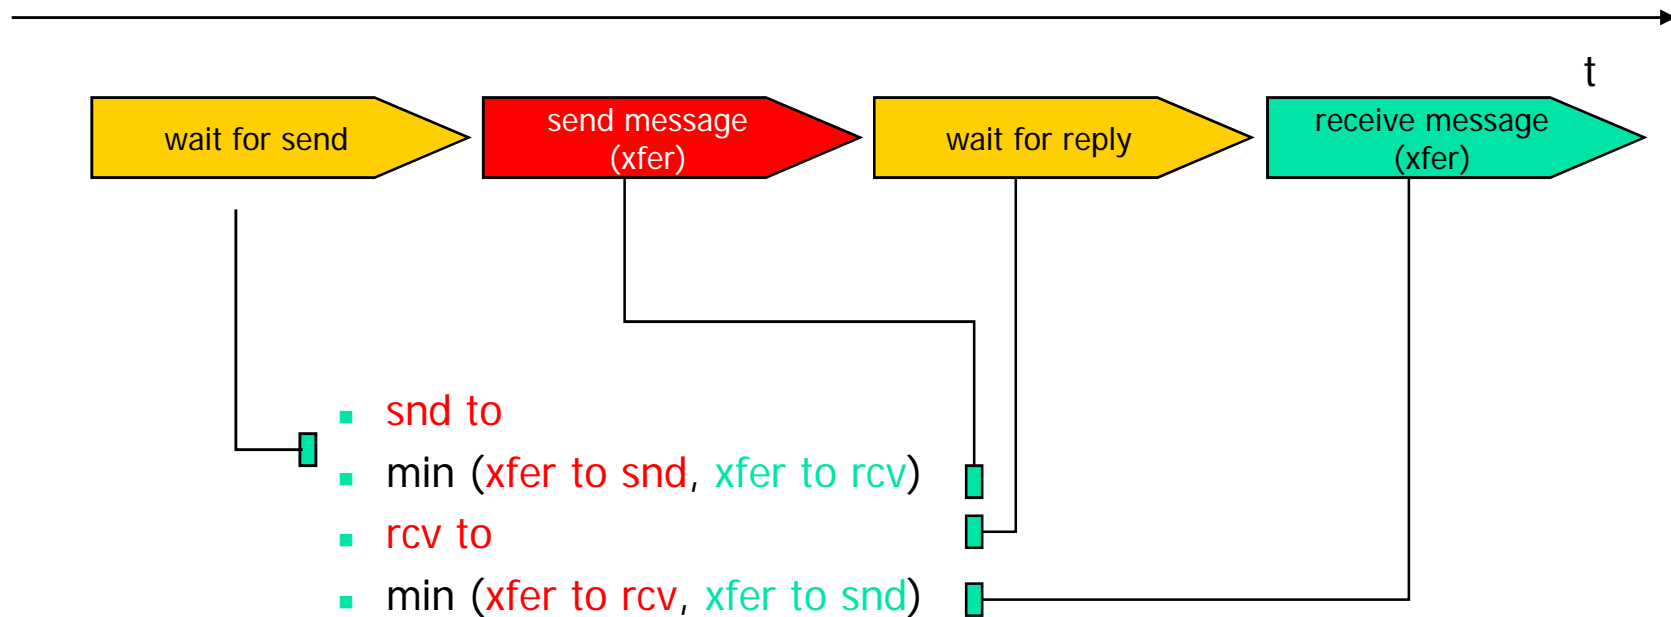 t
wait for send
send message
(xfer)
wait for reply
receive message
(xfer)
snd to
min (xfer to snd, xfer to rcv)
rcv to
min (xfer to rcv, xfer to snd)